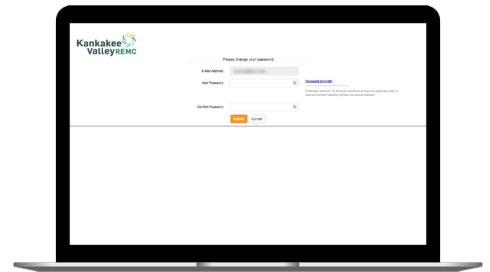 Kankakee
ValleyREMC
Please change your password
E-Mail Address
New Password
Password Strength:
Confirm Password
Submit
Cancel